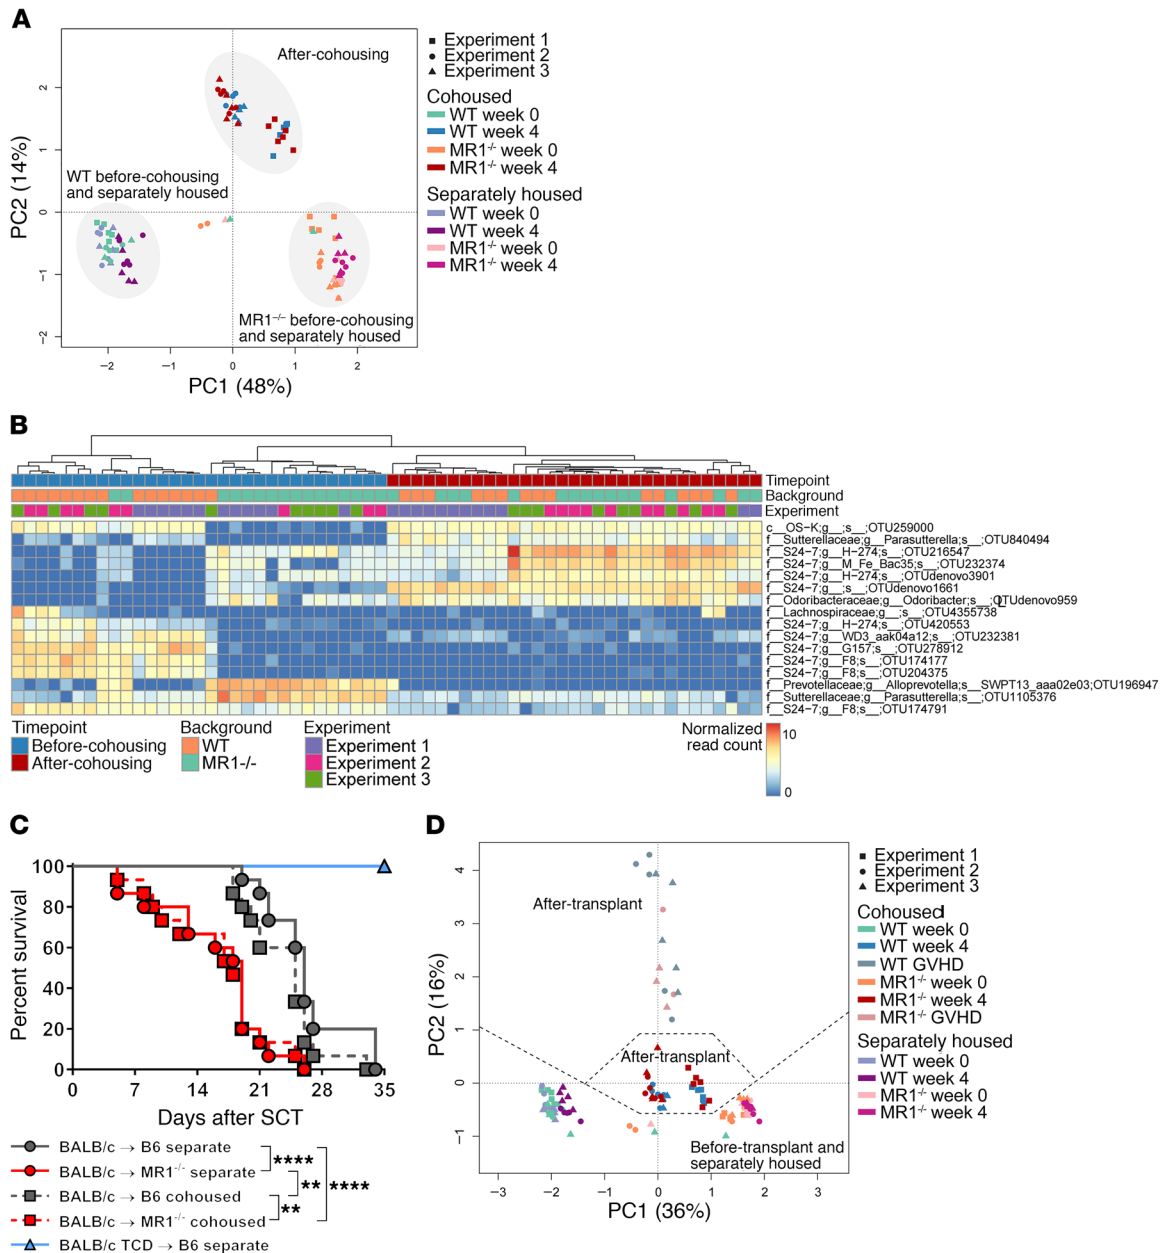 A
After-cohousing
WT before-cohousing
and separately housed
MR1-/- before-cohousing
and separately housed
2
1
0
−1
−2
−2
−1
0
1
2
PC2 (14%)
PC1 (48%)
Experiment 1
Experiment 2
Experiment 3
Cohoused
WT week 0
WT week 4
MR1-/- week 0
MR1-/- week 4
Separately housed
WT week 0
WT week 4
MR1-/- week 0
MR1-/- week 4
B
Timepoint
Background
Experiment
c__OS-K;g__;s__;OTU259000
f__Sutterellaceae;g__Parasutterella;s__;OTU840494
f__S24-7;g__H-274;s__;OTU216547
f__S24-7;g__M_Fe_Bac35;s__;OTU232374
f__S24-7;g__H-274;s__;OTUdenovo3901
f__S24-7;g__;s__;OTUdenovo1661
f__Odoribacteraceae;g__Odoribacter;s__;OTUdenovo959
f__Lachnospiraceae;g__;s__;OTU4355738
f__S24-7;g__H-274;s__;OTU420553
f__S24-7;g__WD3_aak04a12;s__;OTU232381
f__S24-7;g__G157;s__;OTU278912
f__S24-7;g__F8;s__;OTU174177
f__S24-7;g__F8;s__;OTU204375
f__Prevotellaceae;g__Alloprevotella;s__SWPT13_aaa02e03;OTU196947
f__Sutterellaceae;g__Parasutterella;s__;OTU1105376
f__S24-7;g__F8;s__;OTU174791
Timepoint
Before-cohousing
After-cohousing
Background
WT
MR1-/-
Experiment
Experiment 1
Experiment 2
Experiment 3
Normalized
read count
10
0
C
100
80
60
40
20
0
Percent survival
0 7 14 21 28 35
Days after SCT
BALB/c → B6 separate
BALB/c → MR1-/- separate
BALB/c → B6 cohoused
BALB/c → MR1-/- cohoused
BALB/c TCD → B6 separate
****
**
**
****
D
After-transplant
After-transplant
Before-transplant and
separately housed
4
3
2
1
0
−1
−3
−2
−1
0
1
2
3
PC2 (16%)
PC1 (36%)
Experiment 1
Experiment 2
Experiment 3
Cohoused
WT week 0
WT week 4
WT GVHD
MR1-/- week 0
MR1-/- week 4
MR1-/- GVHD
Separately housed
WT week 0
WT week 4
MR1-/- week 0
MR1-/- week 4